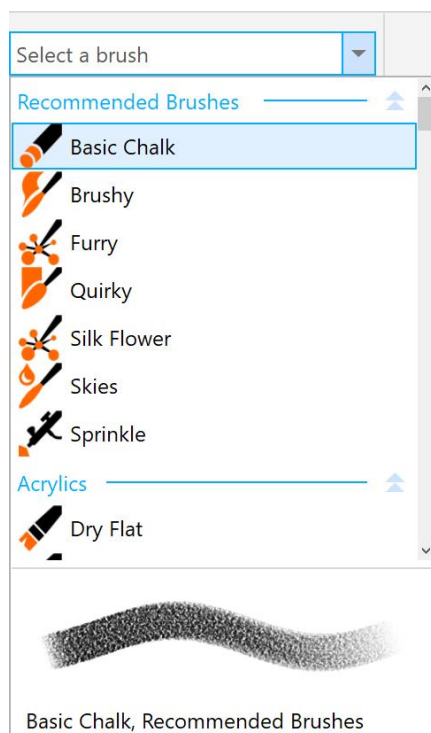 Select a brush
Recommended Brushes
Basic Chalk
Brushy
Furry
Quirky
Silk Flower
Skies
Sprinkle
Acrylics
Dry Flat
Basic Chalk, Recommended Brushes